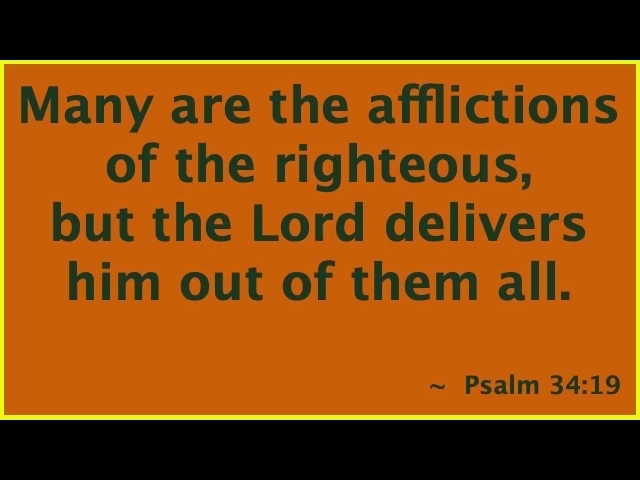 Many are the afflictions
of the righteous,
but the Lord delivers
him out of them all.
~ Psalm 34:19